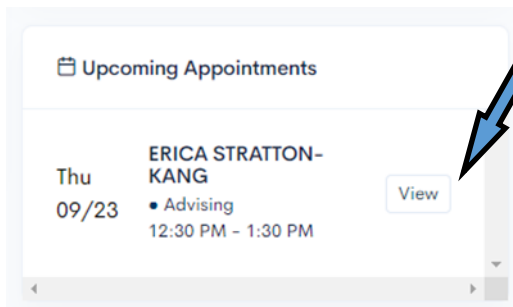 Upcoming Appointments
ERICA STRATTON-
Thu KANG
View
09/23 • Advising
12:30 PM - 1:30 PM